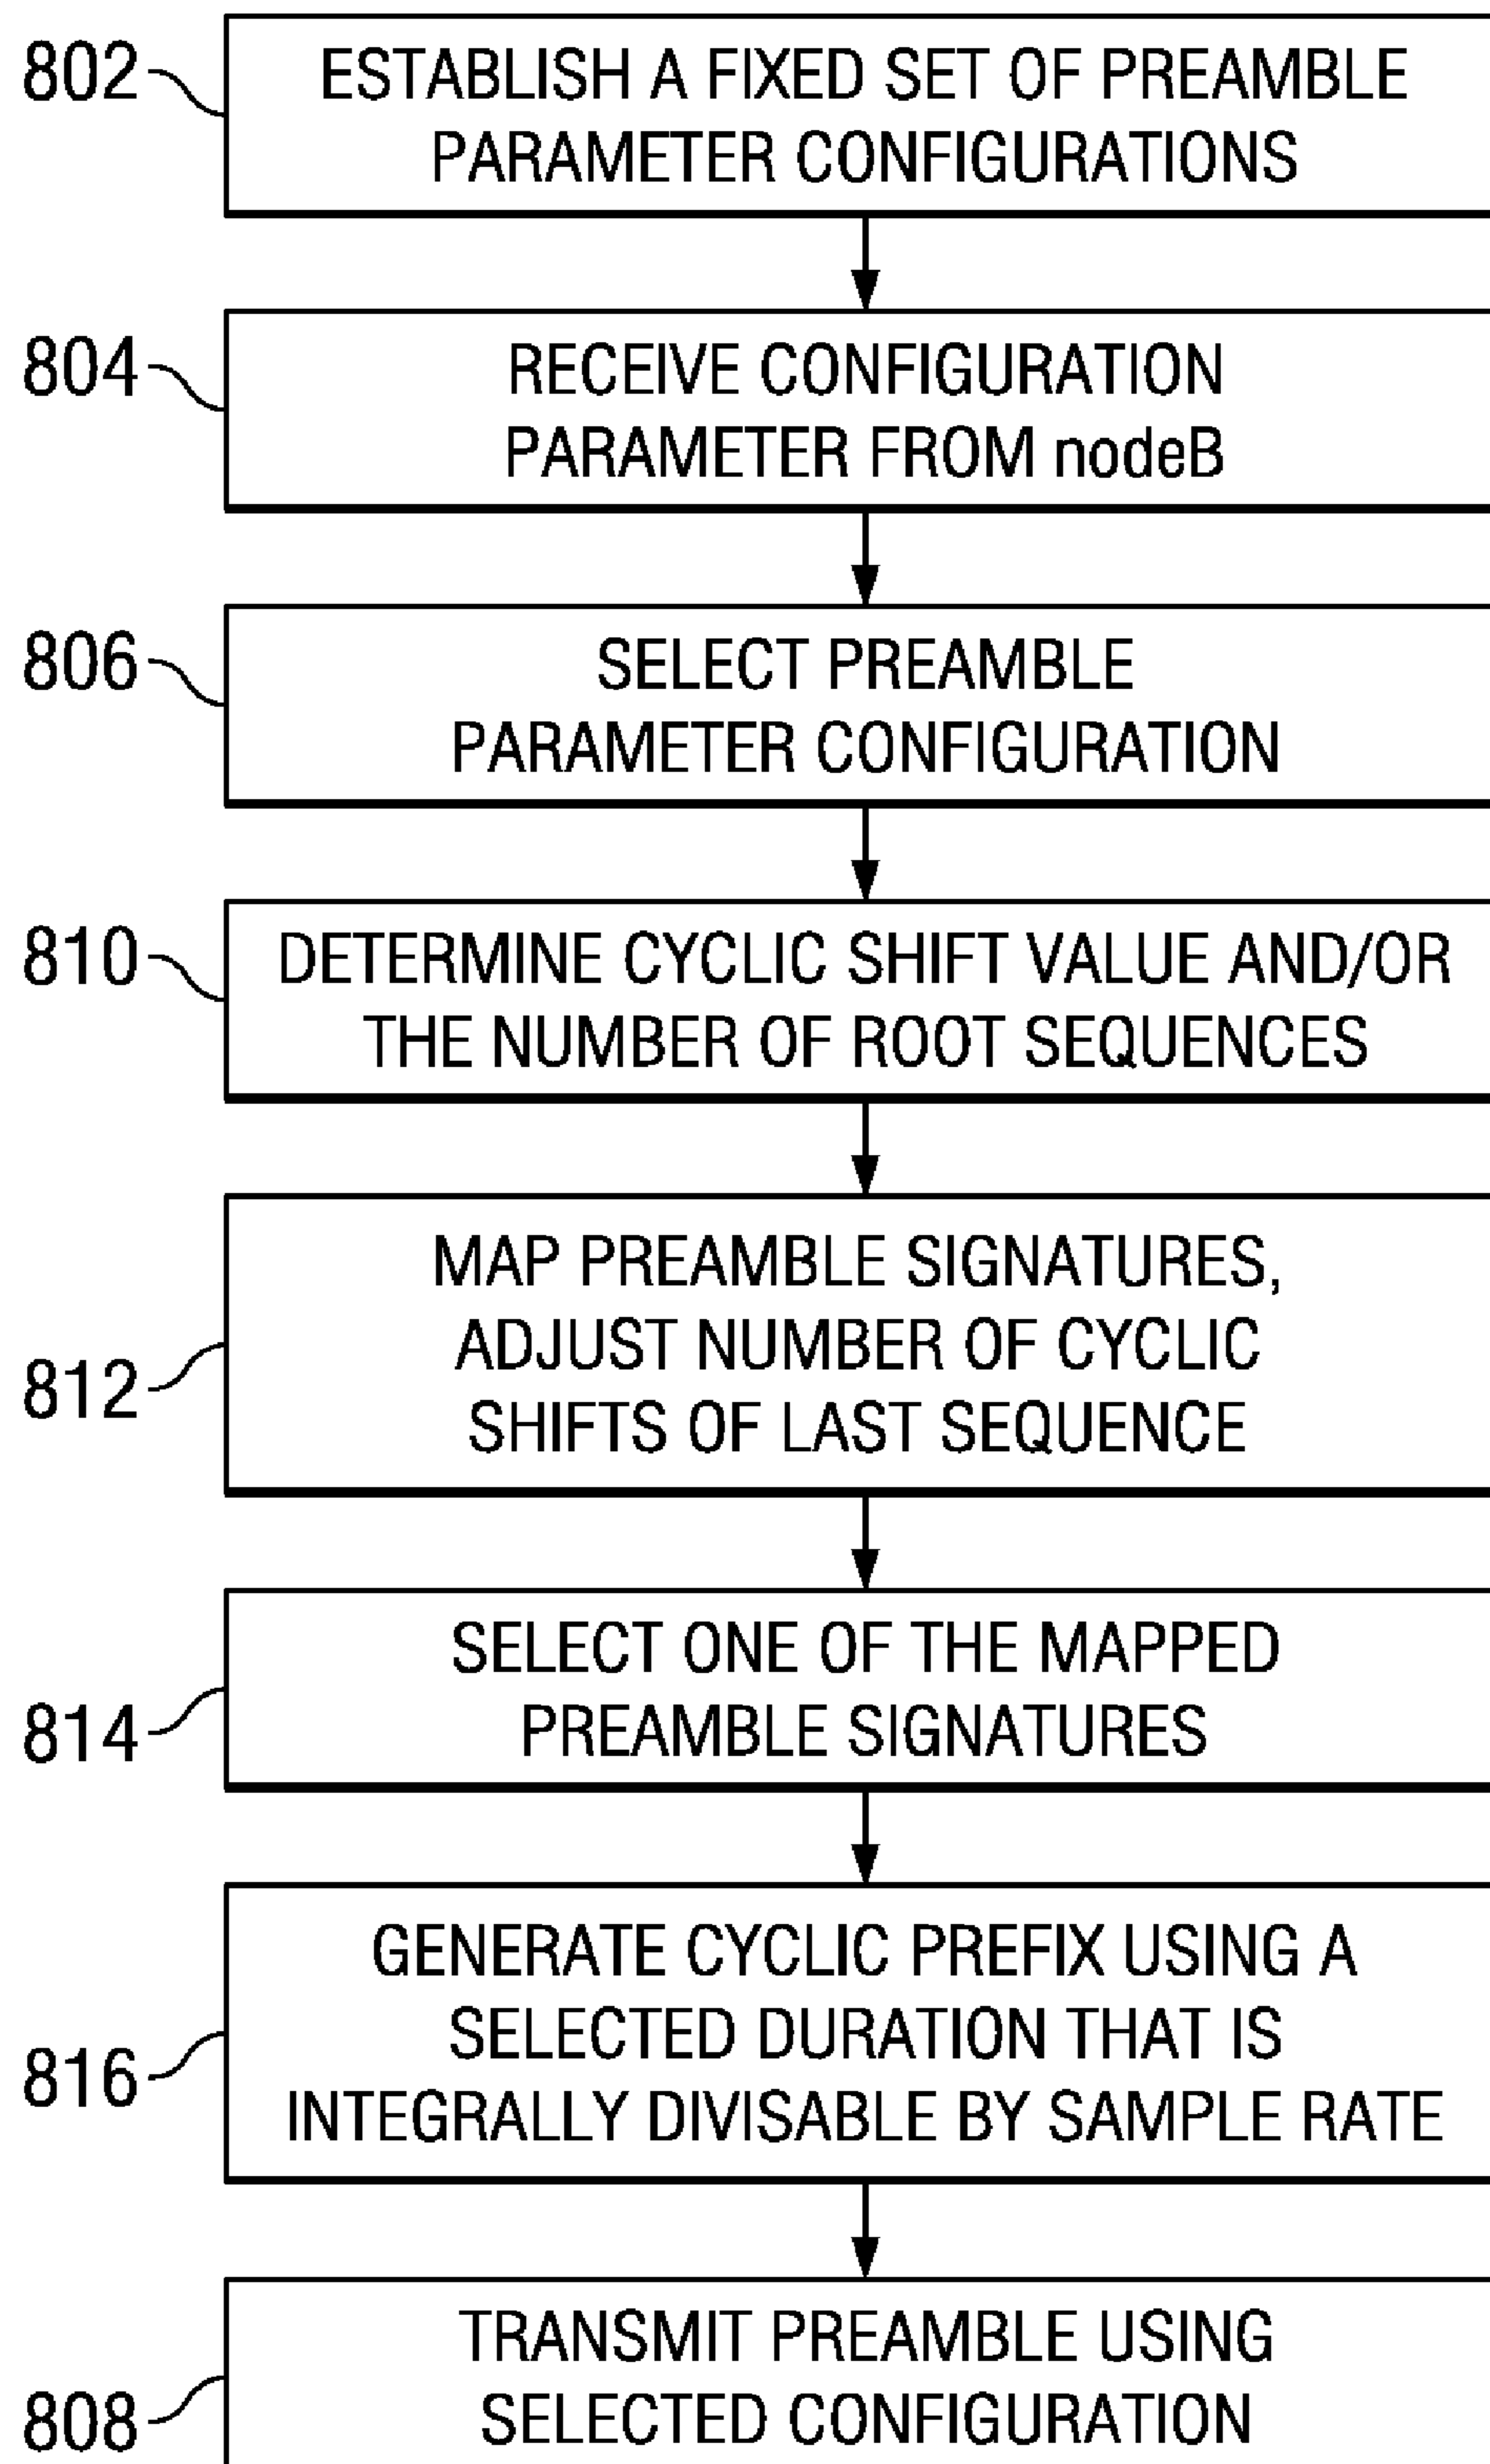 802
ESTABLISH A FIXED SET OF PREAMBLE
PARAMETER CONFIGURATIONS
804
RECEIVE CONFIGURATION
PARAMETER FROM nodeB
806
SELECT PREAMBLE
PARAMETER CONFIGURATION
810
DETERMINE CYCLIC SHIFT VALUE AND/OR
THE NUMBER OF ROOT SEQUENCES
812
MAP PREAMBLE SIGNATURES,
ADJUST NUMBER OF CYCLIC
SHIFTS OF LAST SEQUENCE
814
SELECT ONE OF THE MAPPED
PREAMBLE SIGNATURES
816
GENERATE CYCLIC PREFIX USING A
SELECTED DURATION THAT IS
INTEGRALLY DIVISABLE BY SAMPLE RATE
808
TRANSMIT PREAMBLE USING
SELECTED CONFIGURATION